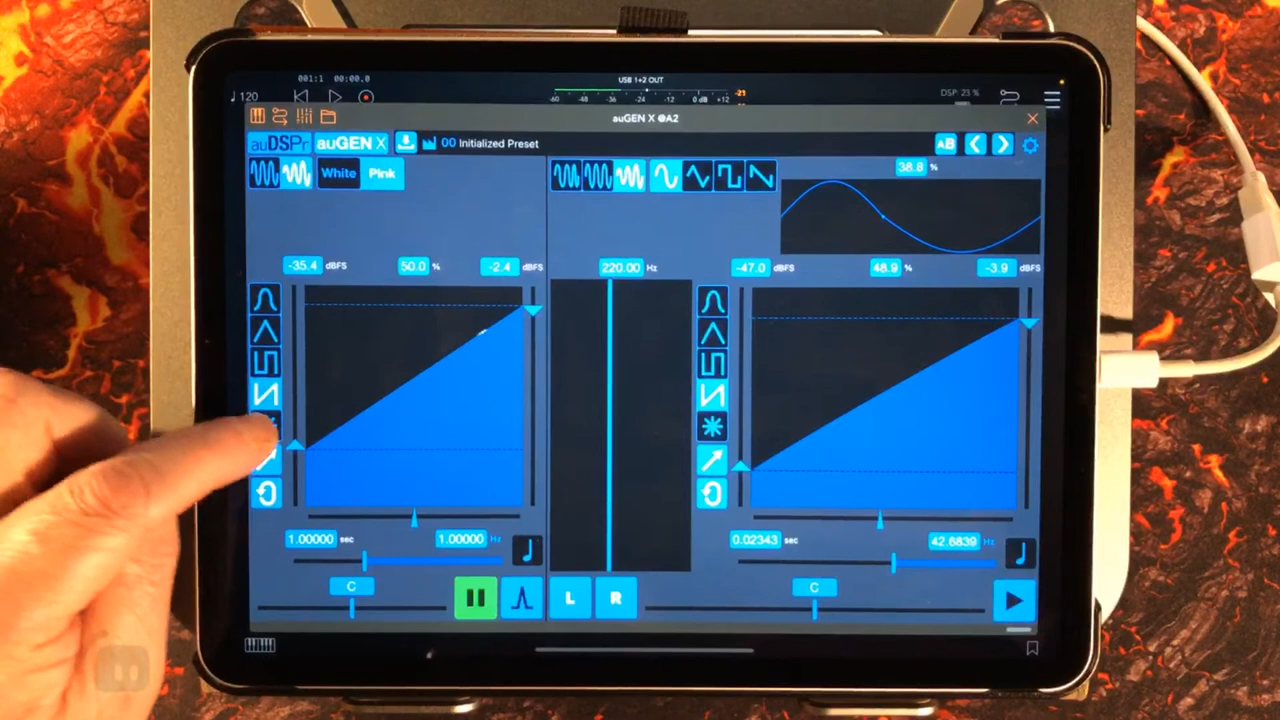 001:1 00:00.0
USB 1+2 OUT
120
-60 -48 -36 -24 -12 0 dB +12
-21
DSP: 23 %
auGEN X @A2
auDSPr auGEN X 00 Initialized Preset AB
White Pink
38.8 %
-35.4 dBFS 50.0 % -2.4 dBFS
220.00 Hz
-47.0 dBFS 48.9 % -3.9 dBFS
1.00000 sec 1.00000 Hz
0.02343 sec 42.6839 Hz
C
L R
C